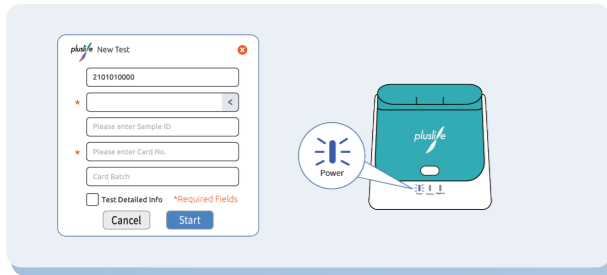 pluslife New Test
2101010000
* <
Please enter Sample ID
* Please enter Card No.
Card Batch
Test Detailed Info *Required Fields
Cancel Start
pluslife
Power
Power